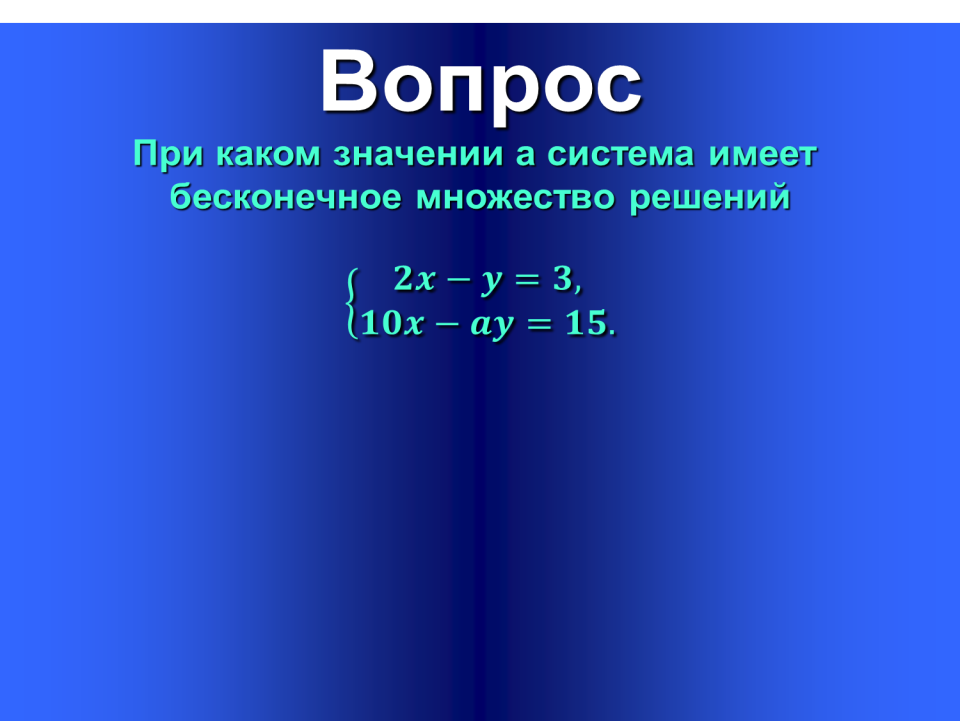 Вопрос
При каком значении а система имеет
бесконечное множество решений
2x − y = 3,
10x − ay = 15.